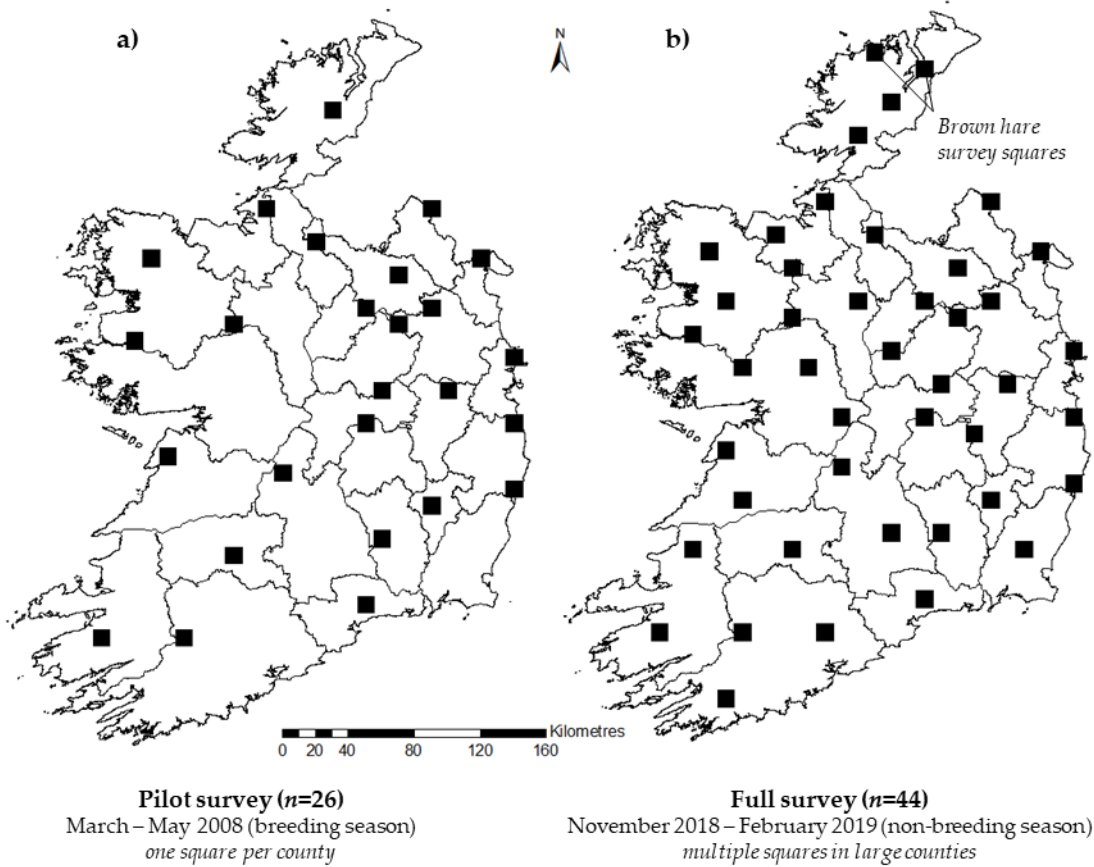 a)
N
b)
Brown hare
survey squares
Kilometres
0 20 40 80 120 160
Pilot survey (n=26)
March – May 2008 (breeding season)
one square per county
Full survey (n=44)
November 2018 – February 2019 (non-breeding season)
multiple squares in large counties